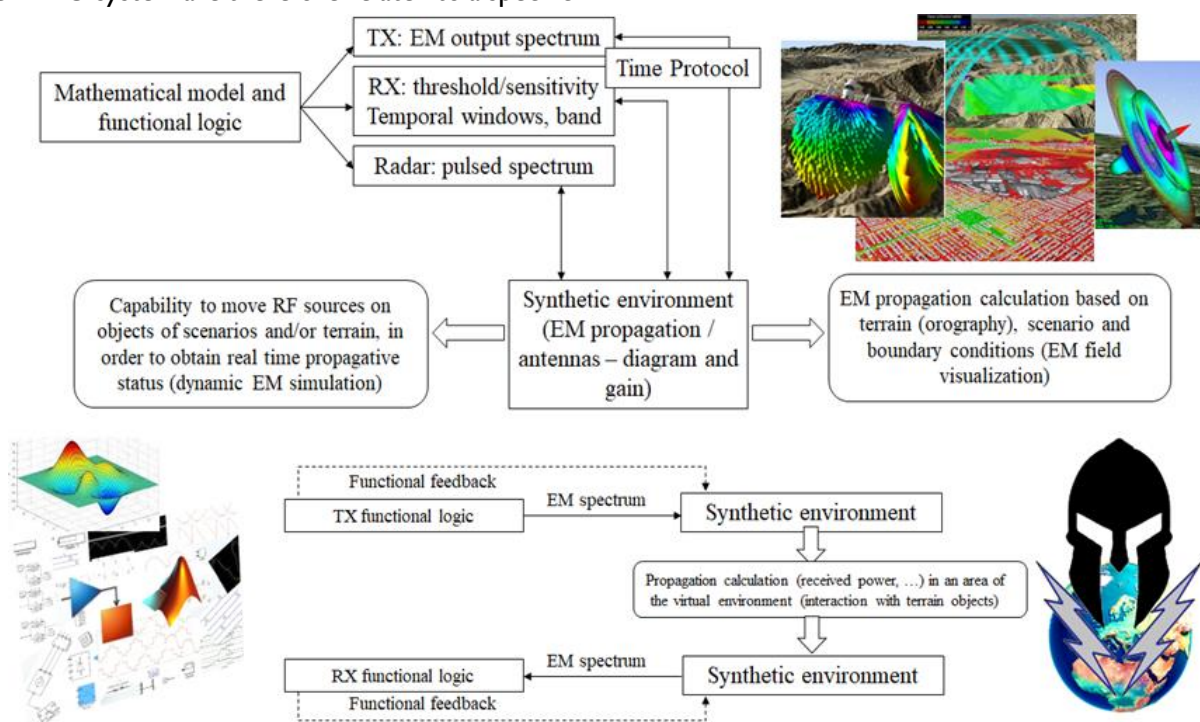 TX: EM output spectrum
Time Protocol
Mathematical model and
functional logic
RX: threshold/sensitivity
Temporal windows, band
Radar: pulsed spectrum
Capability to move RF sources on
objects of scenarios and/or terrain, in
order to obtain real time propagative
status (dynamic EM simulation)
Synthetic environment
(EM propagation /
antennas – diagram and
gain)
EM propagation calculation based on
terrain (orography), scenario and
boundary conditions (EM field
visualization)
Functional feedback
TX functional logic
EM spectrum
Synthetic environment
Propagation calculation (received power, ...) in an area of
the virtual environment (interaction with terrain objects)
RX functional logic
EM spectrum
Synthetic environment
Functional feedback